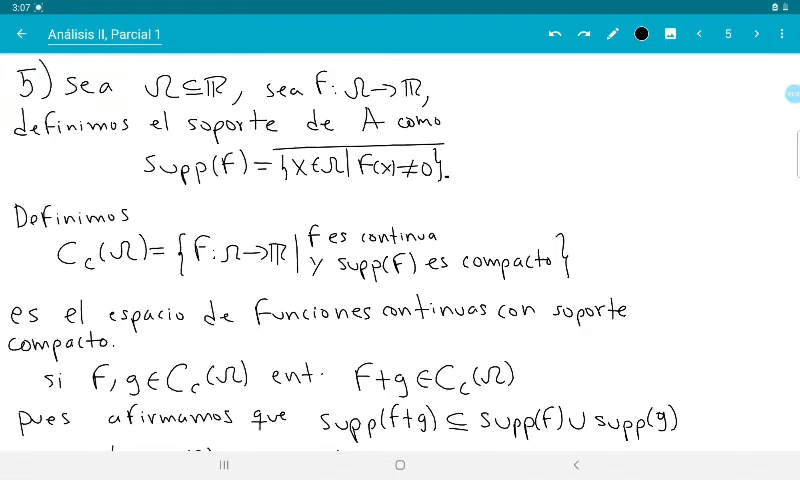 3:07
Análisis II, Parcial 1
5
5) Sea Ω⊆ℝ, sea f:Ω→ℝ,
definimos el soporte de A como
supp(f) = \overline{{x∈Ω | f(x)≠0}}.
Definimos
C_c(Ω) = {f:Ω→ℝ | f es continua
y supp(f) es compacto}
es el espacio de funciones continuas con soporte
compacto.
si f, g ∈ C_c(Ω) ent. f+g ∈ C_c(Ω)
pues afirmamos que supp(f+g) ⊆ supp(f) ∪ supp(g)